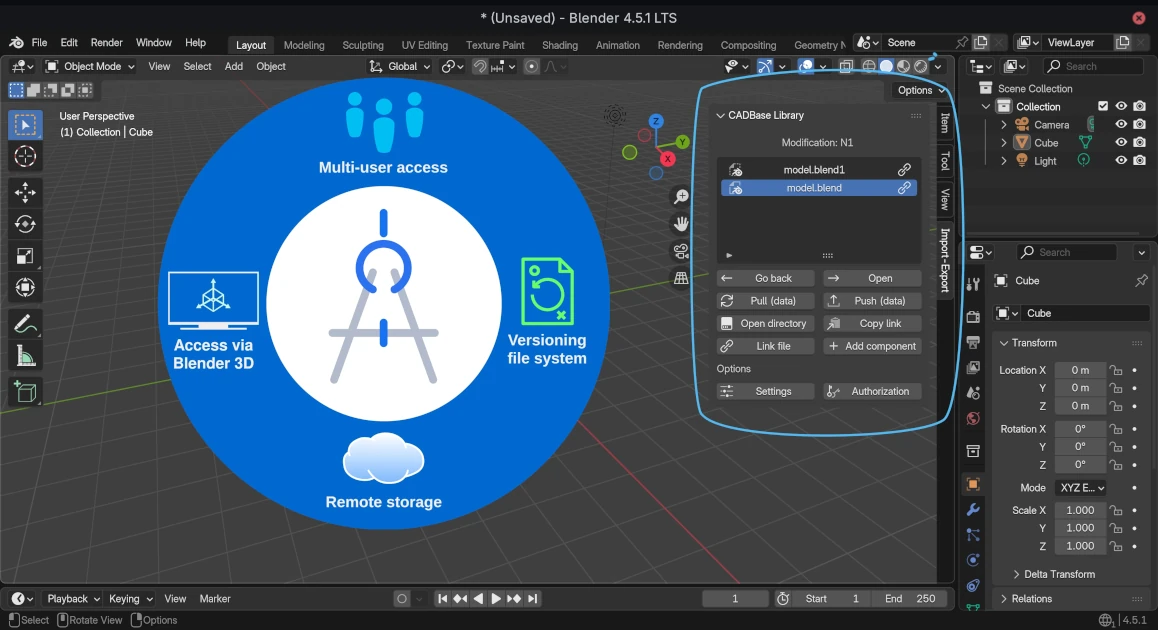 * (Unsaved) - Blender 4.5.1 LTS
File Edit Render Window Help
Layout Modeling Sculpting UV Editing Texture Paint Shading Animation Rendering Compositing Geometry N
Scene
ViewLayer
Object Mode View Select Add Object
Global
Options
User Perspective
(1) Collection | Cube
Multi-user access
Access via
Blender 3D
Versioning
file system
Remote storage
Z
Y
X
CADBase Library
Modification: N1
model.blend1
model.blend
Go back
Open
Pull (data)
Push (data)
Open directory
Copy link
Link file
Add component
Options
Settings
Authorization
Item
Tool
View
Import-Export
Search
Scene Collection
Collection
Camera
Cube
Light
Search
Cube
Cube
Transform
Location X 0 m
Y 0 m
Z 0 m
Rotation X 0°
Y 0°
Z 0°
Mode XYZ E...
Scale X 1.000
Y 1.000
Z 1.000
Delta Transform
Relations
Playback Keying View Marker
1
Start 1
End 250
Select Rotate View Options
4.5.1